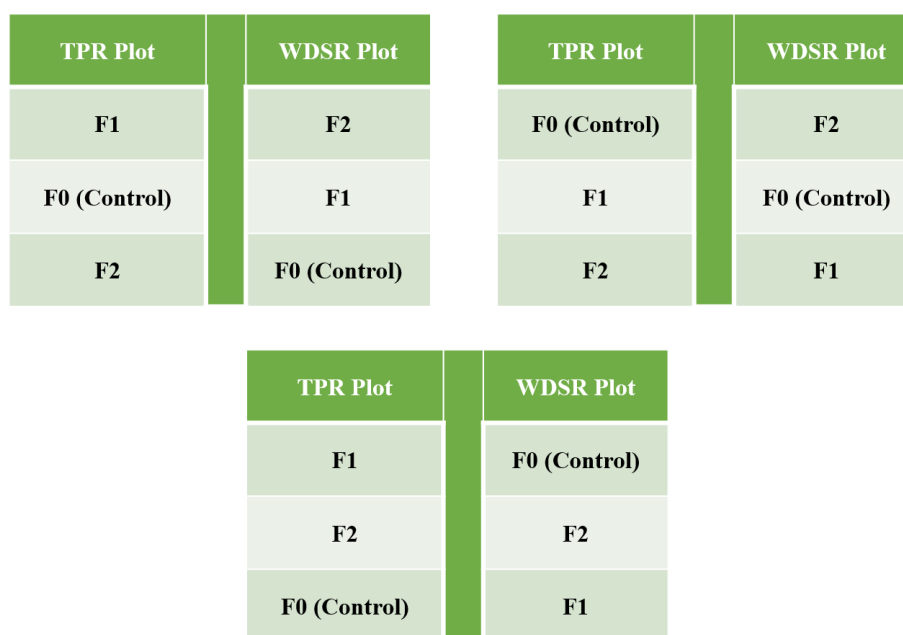 TPR Plot WDSR Plot
F1 F2
F0 (Control) F1
F2 F0 (Control)
TPR Plot WDSR Plot
F0 (Control) F2
F1 F0 (Control)
F2 F1
TPR Plot WDSR Plot
F1 F0 (Control)
F2 F2
F0 (Control) F1